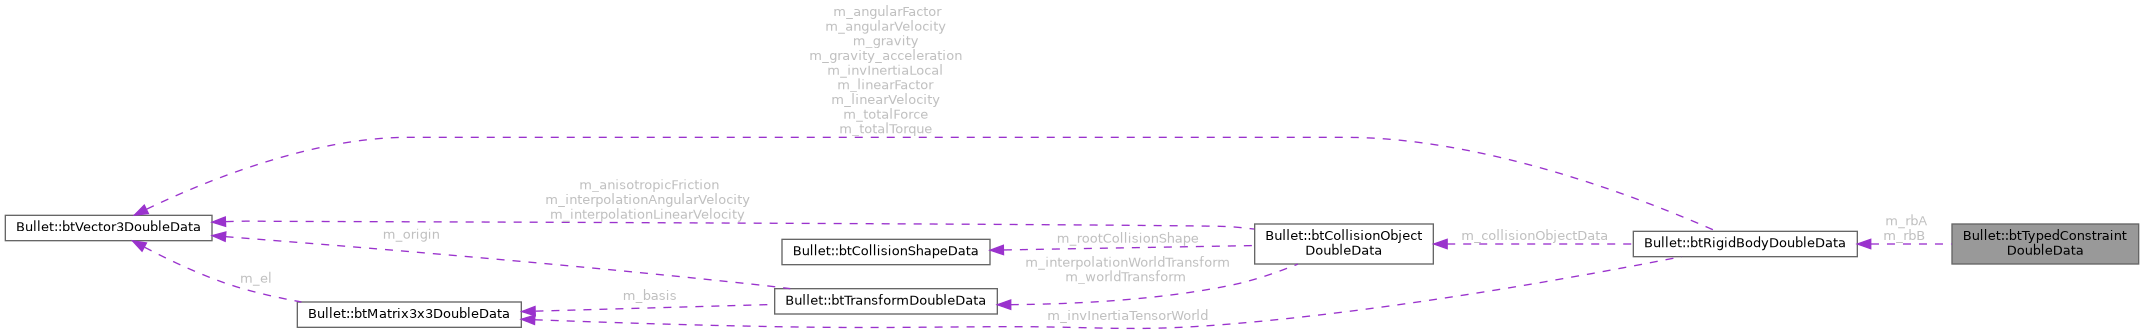 m_angularFactor
m_angularVelocity
m_gravity
m_gravity_acceleration
m_invInertiaLocal
m_linearFactor
m_linearVelocity
m_totalForce
m_totalTorque
m_anisotropicFriction
m_interpolationAngularVelocity
m_interpolationLinearVelocity
Bullet::btVector3DoubleData
m_origin
m_el
Bullet::btMatrix3x3DoubleData
m_basis
Bullet::btCollisionShapeData
Bullet::btTransformDoubleData
m_rootCollisionShape
m_interpolationWorldTransform
m_worldTransform
m_invInertiaTensorWorld
Bullet::btCollisionObject
DoubleData
m_collisionObjectData
Bullet::btRigidBodyDoubleData
m_rbA
m_rbB
Bullet::btTypedConstraint
DoubleData